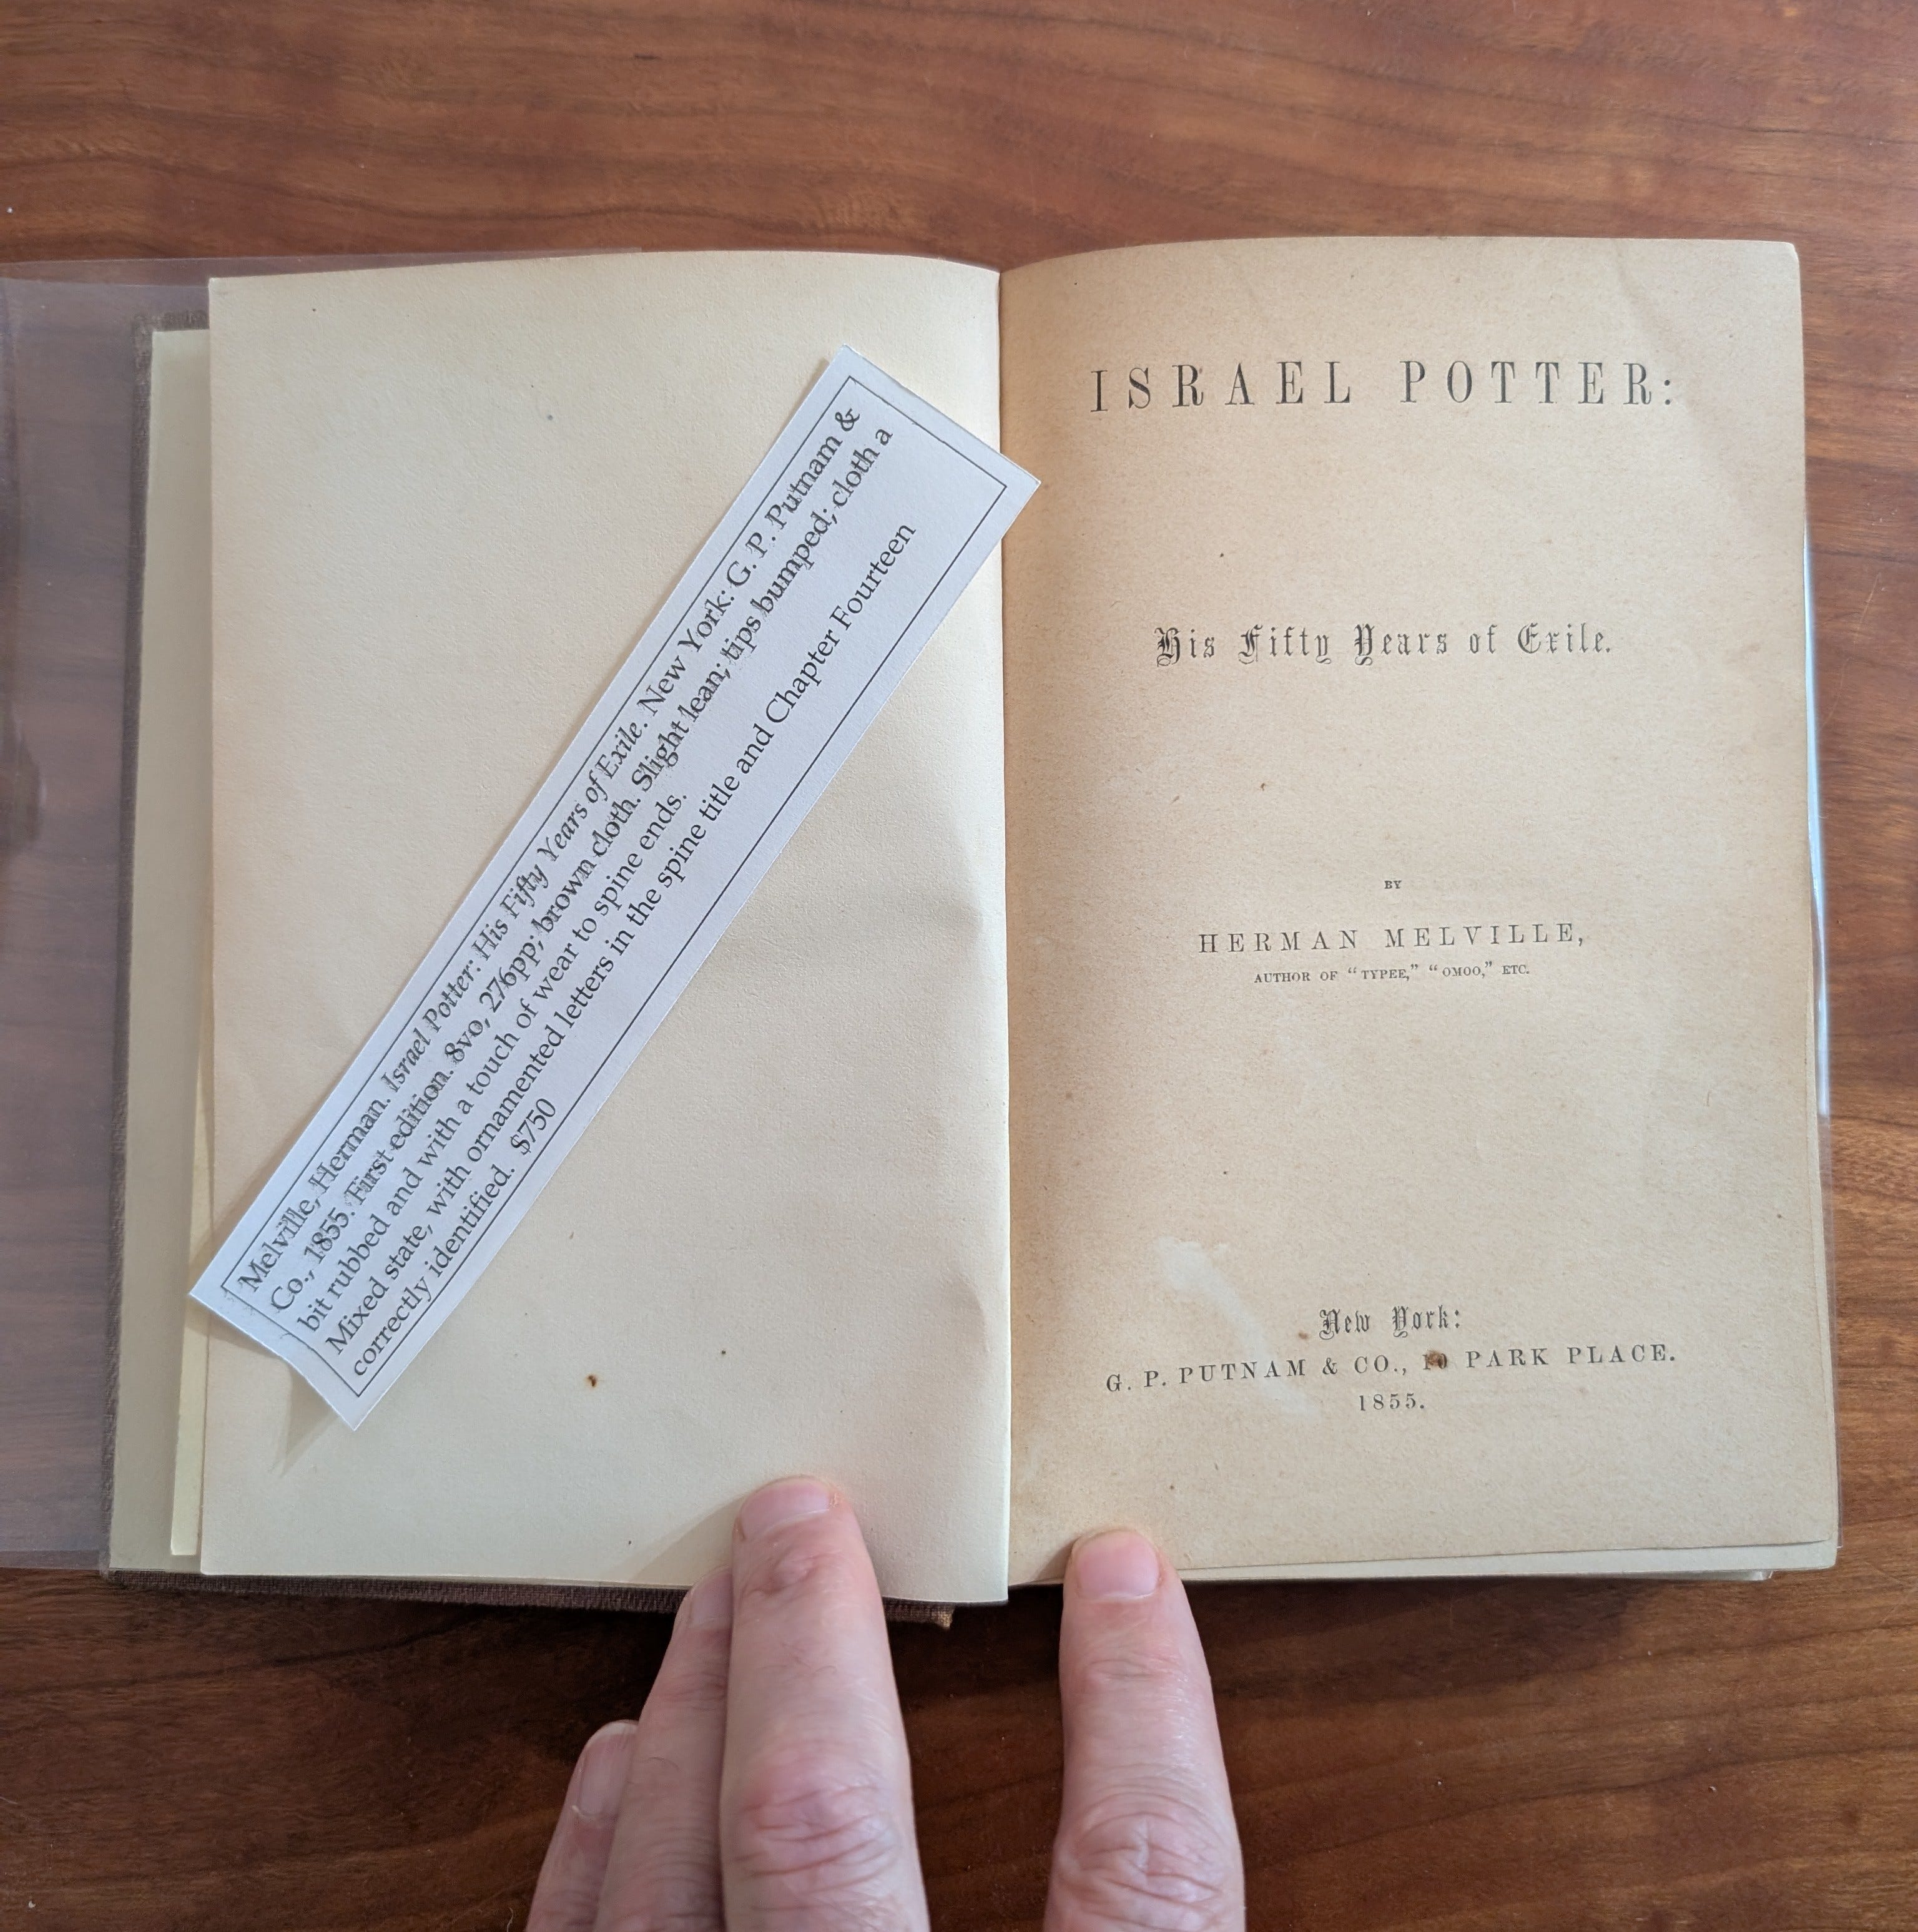 Melville, Herman. Israel Potter: His Fifty Years of Exile. New York: G. P. Putnam &
Co., 1855. First edition. 8vo, 276pp; brown cloth. Slight lean; tips bumped; cloth a
bit rubbed and with a touch of wear to spine ends.
Mixed state, with ornamented letters in the spine title and Chapter Fourteen
correctly identified. $750
ISRAEL POTTER:
His Fifty Years of Exile.
BY
HERMAN MELVILLE,
AUTHOR OF “TYPEE,” “OMOO,” ETC.
New York:
G. P. PUTNAM & CO., 10 PARK PLACE.
1855.